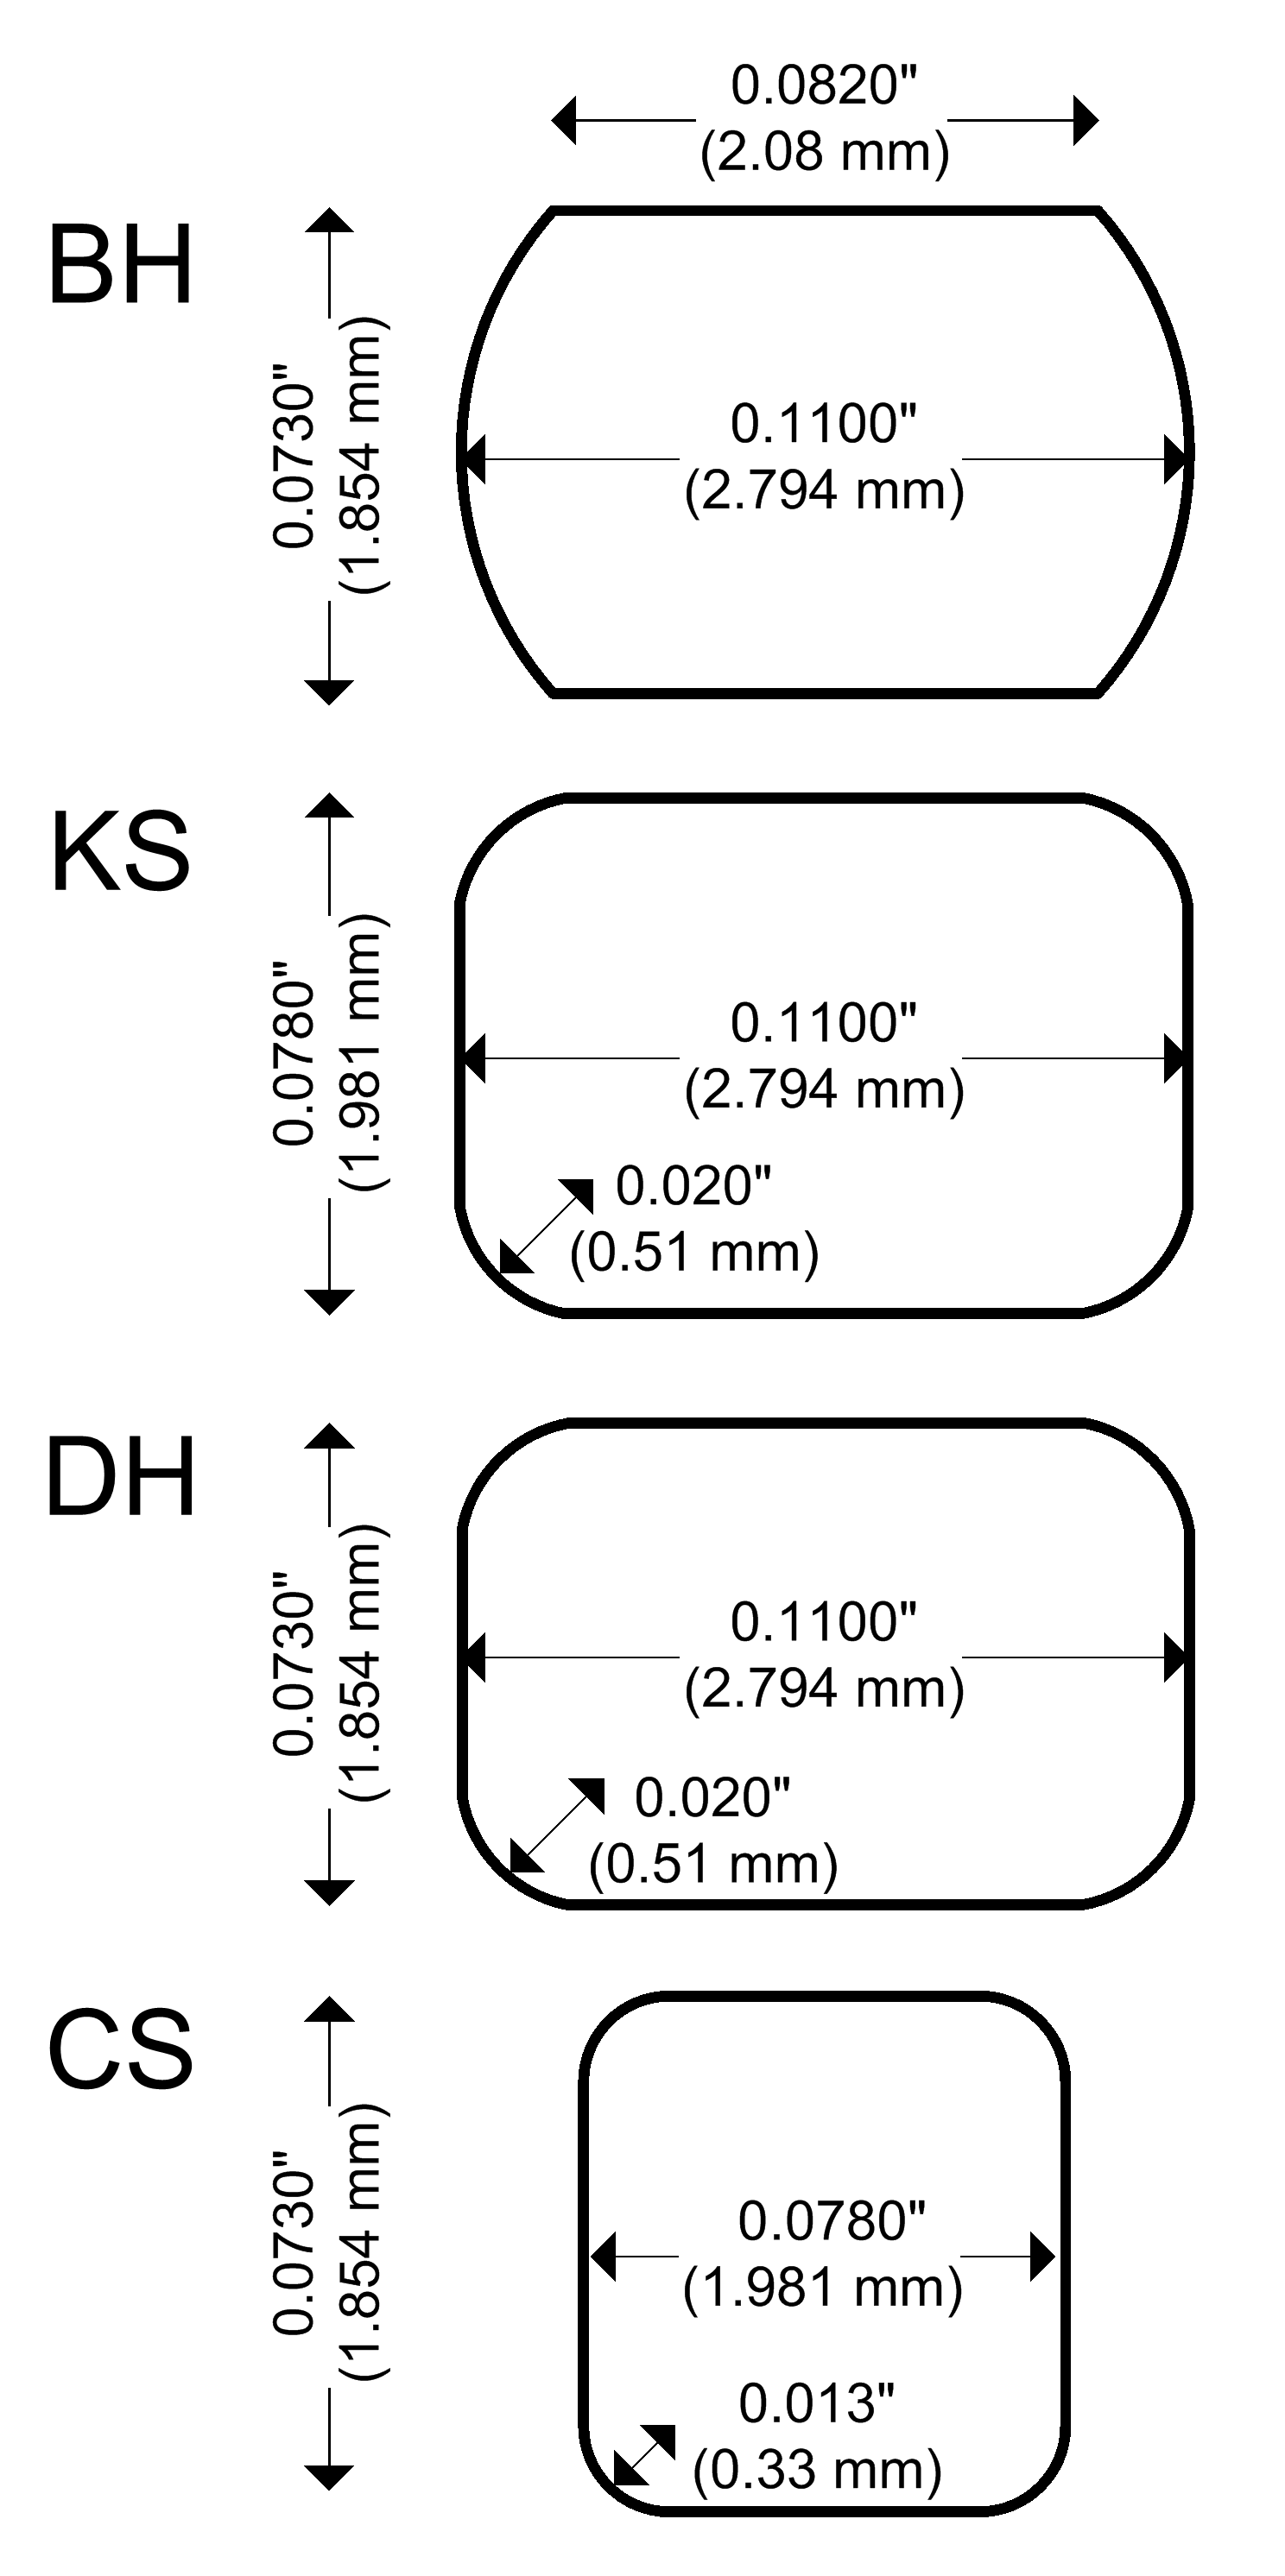 0.0820"
(2.08 mm)
BH
0.0730"
(1.854 mm)
0.1100"
(2.794 mm)
KS
0.0780"
(1.981 mm)
0.1100"
(2.794 mm)
0.020"
(0.51 mm)
DH
0.0730"
(1.854 mm)
0.1100"
(2.794 mm)
0.020"
(0.51 mm)
CS
0.0730"
(1.854 mm)
0.0780"
(1.981 mm)
0.013"
(0.33 mm)